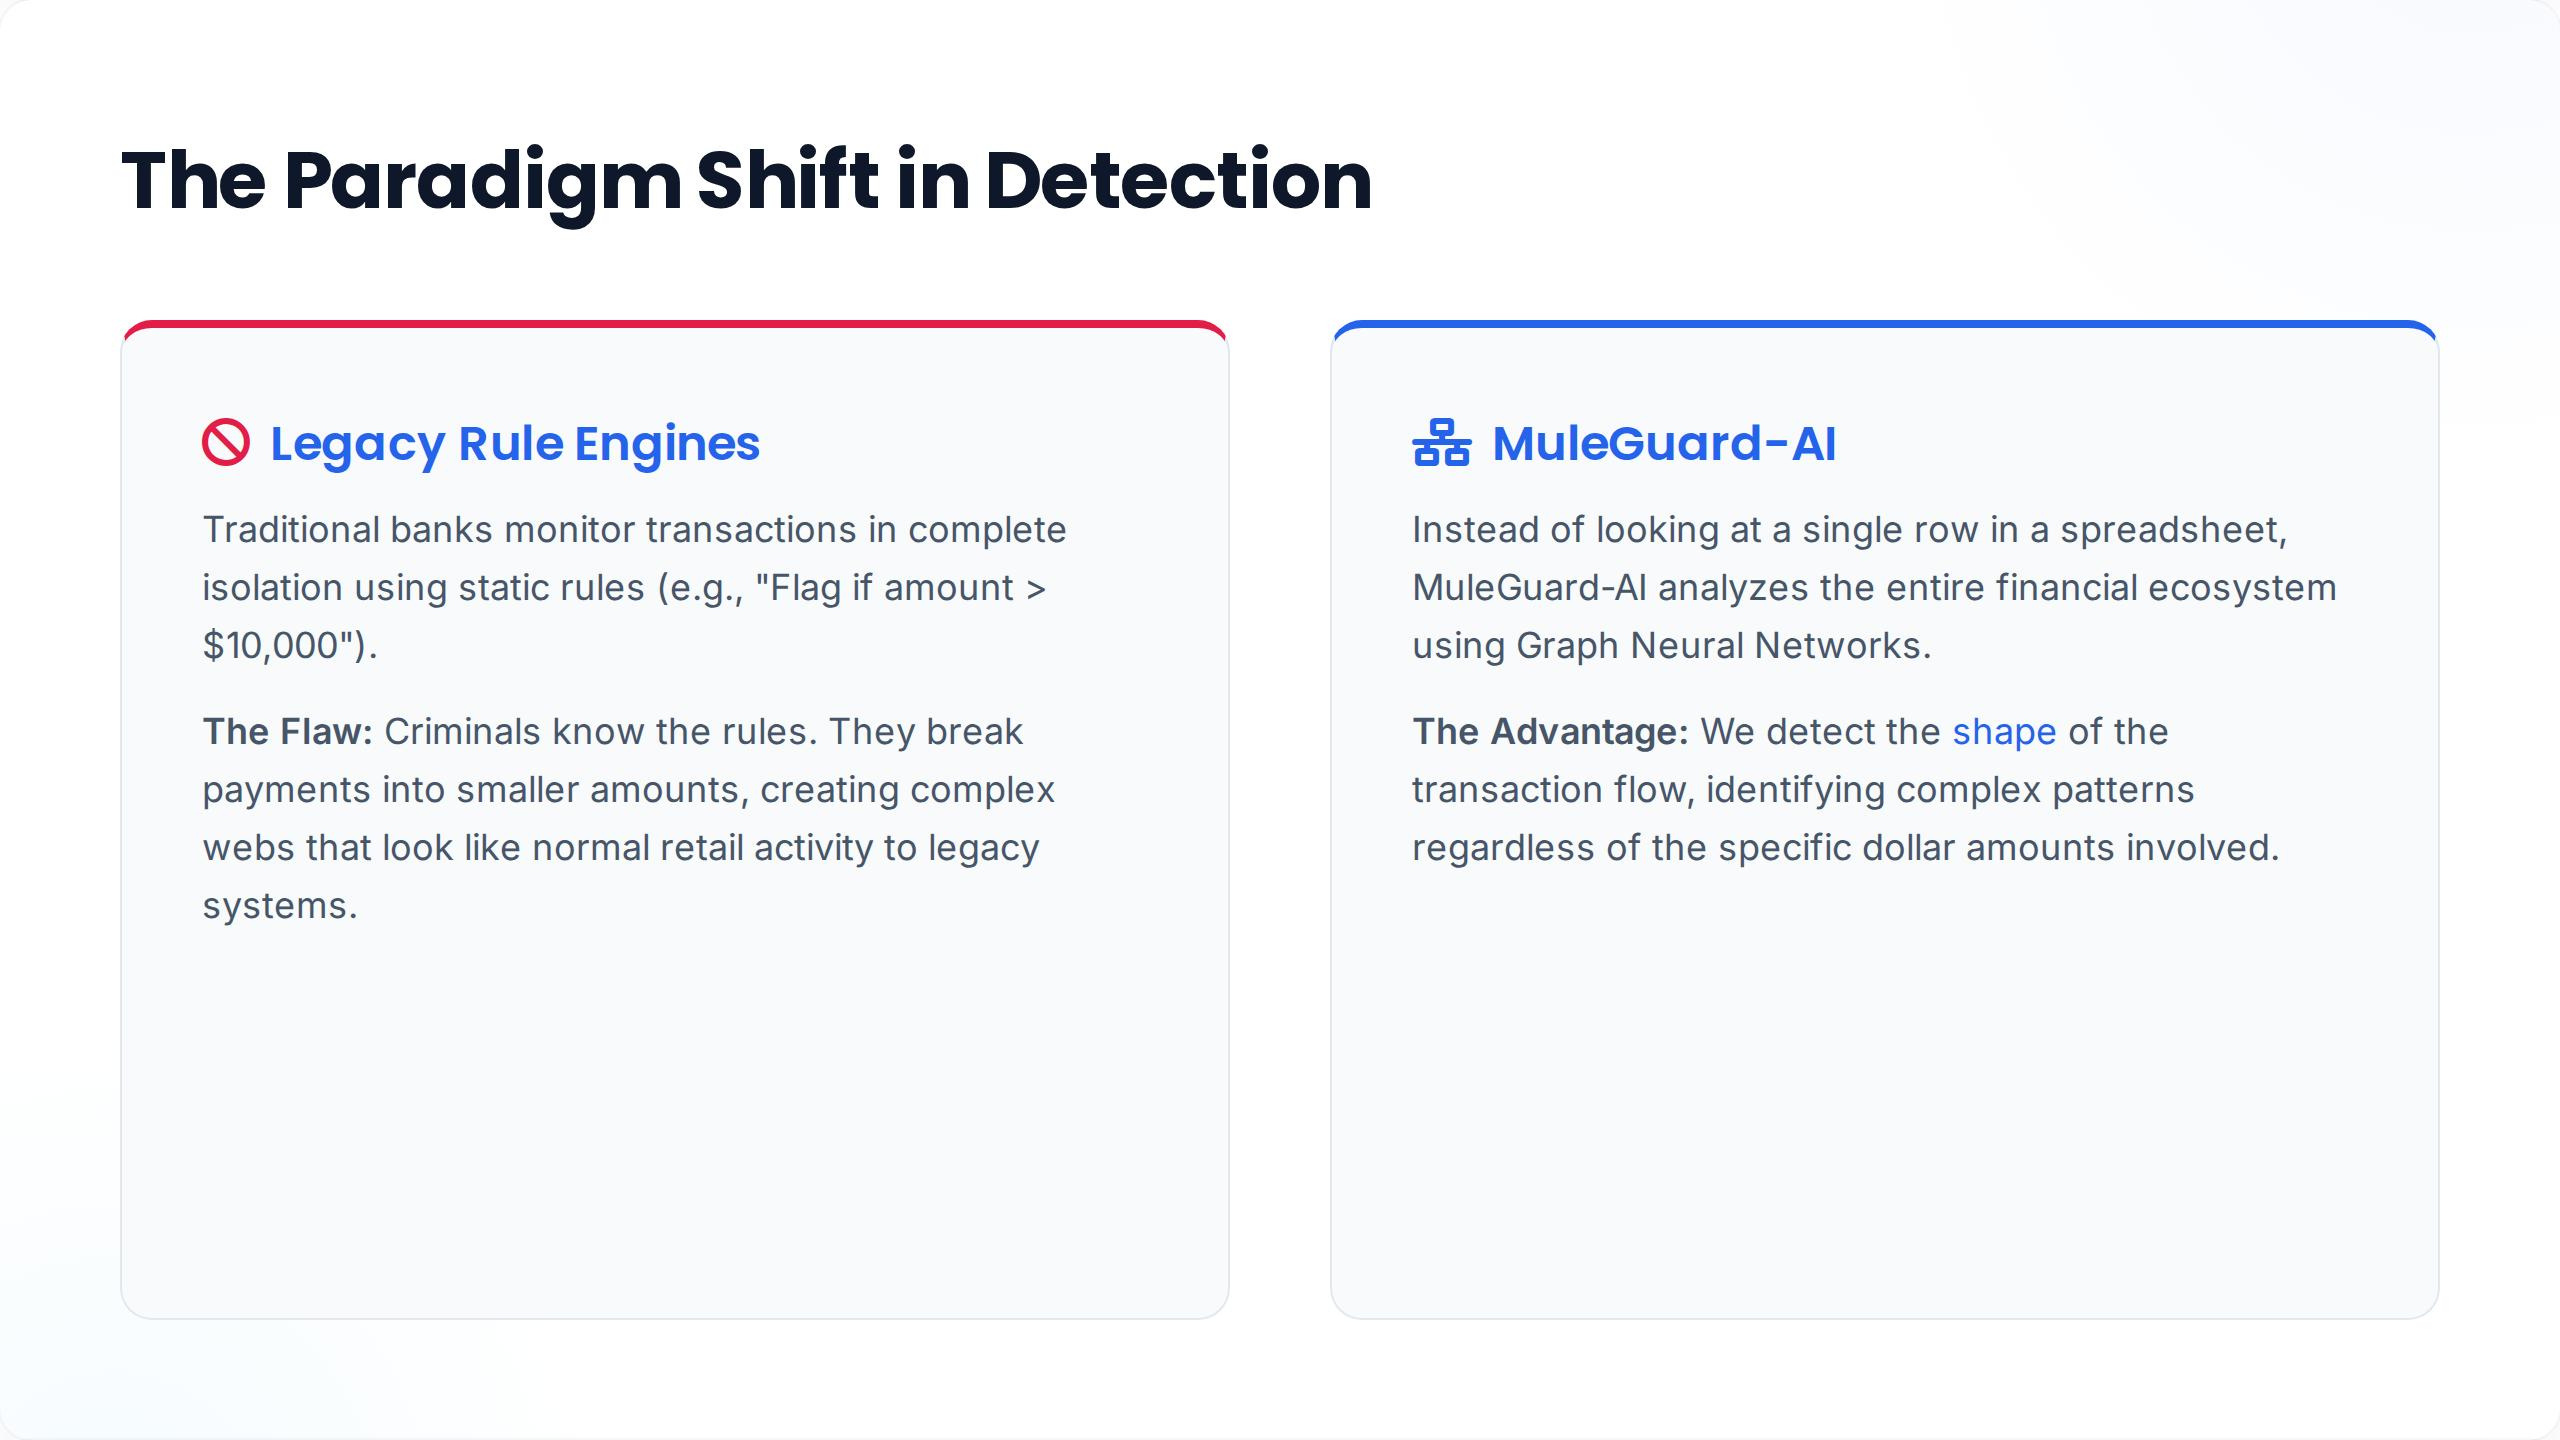 The Paradigm Shift in Detection
Legacy Rule Engines
Traditional banks monitor transactions in complete
isolation using static rules (e.g., "Flag if amount >
$10,000").
The Flaw: Criminals know the rules. They break
payments into smaller amounts, creating complex
webs that look like normal retail activity to legacy
systems.
MuleGuard-AI
Instead of looking at a single row in a spreadsheet,
MuleGuard-AI analyzes the entire financial ecosystem
using Graph Neural Networks.
The Advantage: We detect the shape of the
transaction flow, identifying complex patterns
regardless of the specific dollar amounts involved.